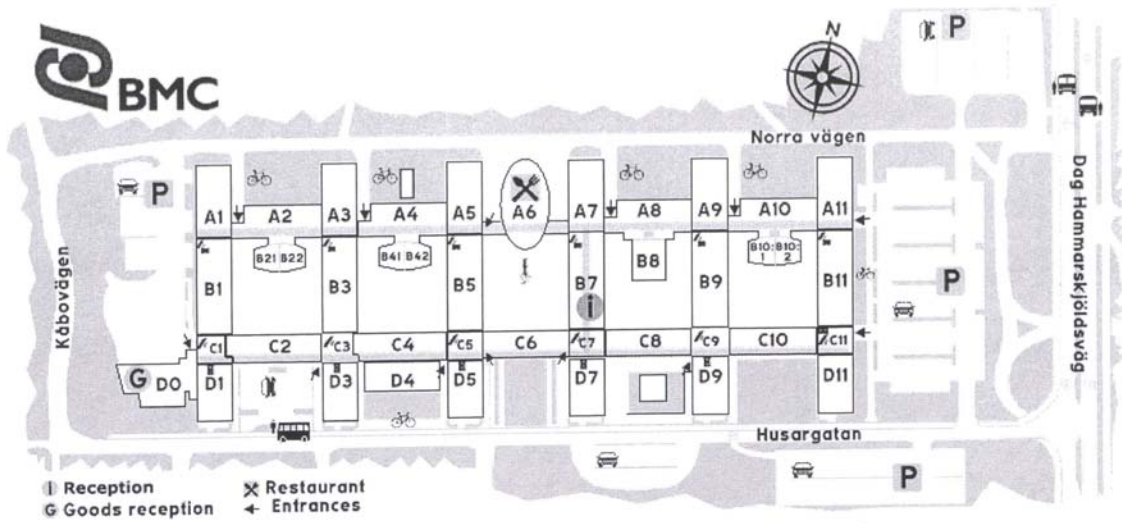 N
P
BMC
Norra vägen
P
A1 A2 A3 A4 A5 A6 A7 A8 A9 A10 A11
Dag Hammarskjöldsväg
B21 B22 B41 B42 B8 B10:1 B10:2
B1 B3 B5 B7 B9 B11
P
Kåbovägen
i
C1 C2 C3 C4 C5 C6 C7 C8 C9 C10 C11
G D0 D1 D3 D4 D5 D7 D9 D11
Husargatan
P
i Reception
Restaurant
G Goods reception
Entrances